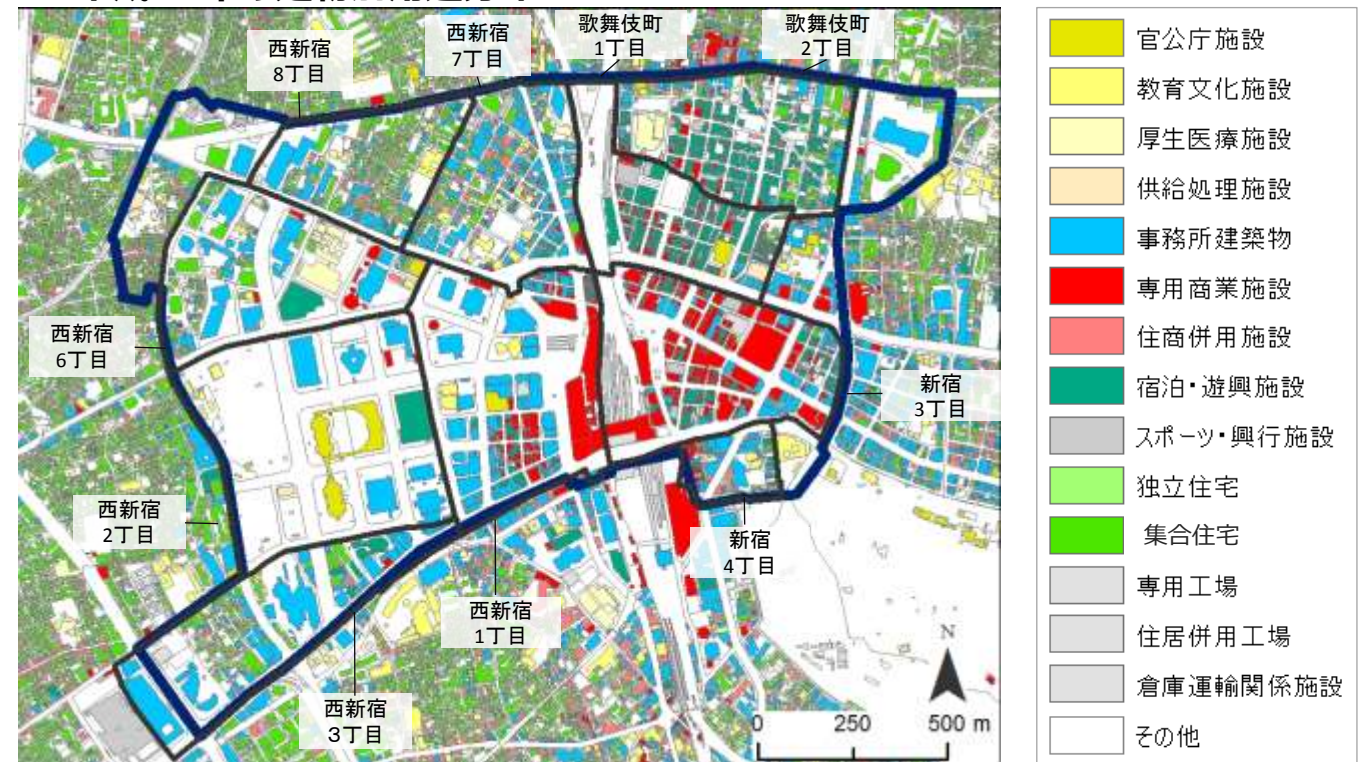 西新宿
8丁目
西新宿
7丁目
歌舞伎町
1丁目
歌舞伎町
2丁目
西新宿
6丁目
新宿
3丁目
西新宿
2丁目
新宿
4丁目
西新宿
1丁目
西新宿
3丁目
N
0 250 500 m
官公庁施設
教育文化施設
厚生医療施設
供給処理施設
事務所建築物
専用商業施設
住商併用施設
宿泊・遊興施設
スポーツ・興行施設
独立住宅
集合住宅
専用工場
住居併用工場
倉庫運輸関係施設
その他